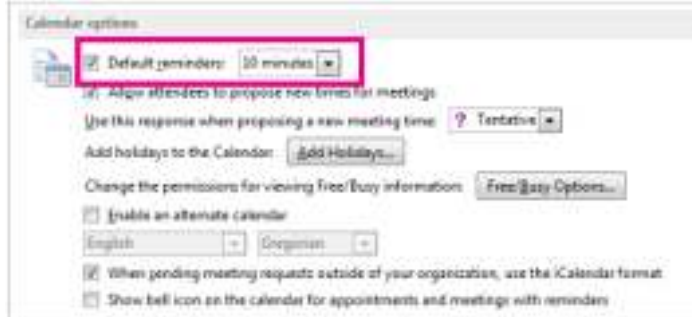 Calendar options
Default reminders: 10 minutes
Allow attendees to propose new times for meetings
Use this response when proposing a new meeting time: ? Tentative
Add holidays to the Calendar: Add Holidays...
Change the permissions for viewing Free/Busy information: Free/Busy Options...
Enable an alternate calendar
English Gregorian
When sending meeting requests outside of your organization, use the iCalendar format
Show bell icon on the calendar for appointments and meetings with reminders